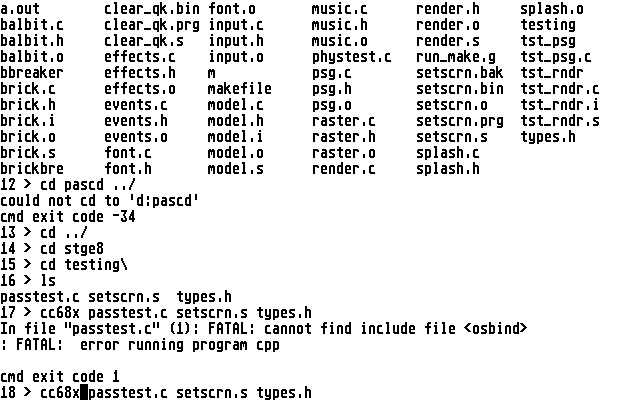 a.out clear_qk.bin font.o music.c render.h splash.o
balbit.c clear_qk.prg input.c music.h render.o testing
balbit.h clear_qk.s input.h music.o render.s tst_psg
balbit.o effects.c input.o phystest.c run_make.g tst_psg.c
bbreaker effects.h m psg.c setscrn.bak tst_rndr
brick.c effects.o makefile psg.h setscrn.bin tst_rndr.c
brick.h events.c model.c psg.o setscrn.o tst_rndr.i
brick.i events.h model.h raster.c setscrn.prg tst_rndr.s
brick.o events.o model.i raster.h setscrn.s types.h
brick.s font.c model.o raster.o splash.c
brickbre font.h model.s render.c splash.h
12 > cd pascd ../
could not cd to 'd:pascd'
cmd exit code -34
13 > cd ../
14 > cd stge8
15 > cd testing\
16 > ls
passtest.c setscrn.s types.h
17 > cc68x passtest.c setscrn.s types.h
In file "passtest.c" (1): FATAL: cannot find include file <osbind>
: FATAL: error running program cpp
cmd exit code 1
18 > cc68x passtest.c setscrn.s types.h